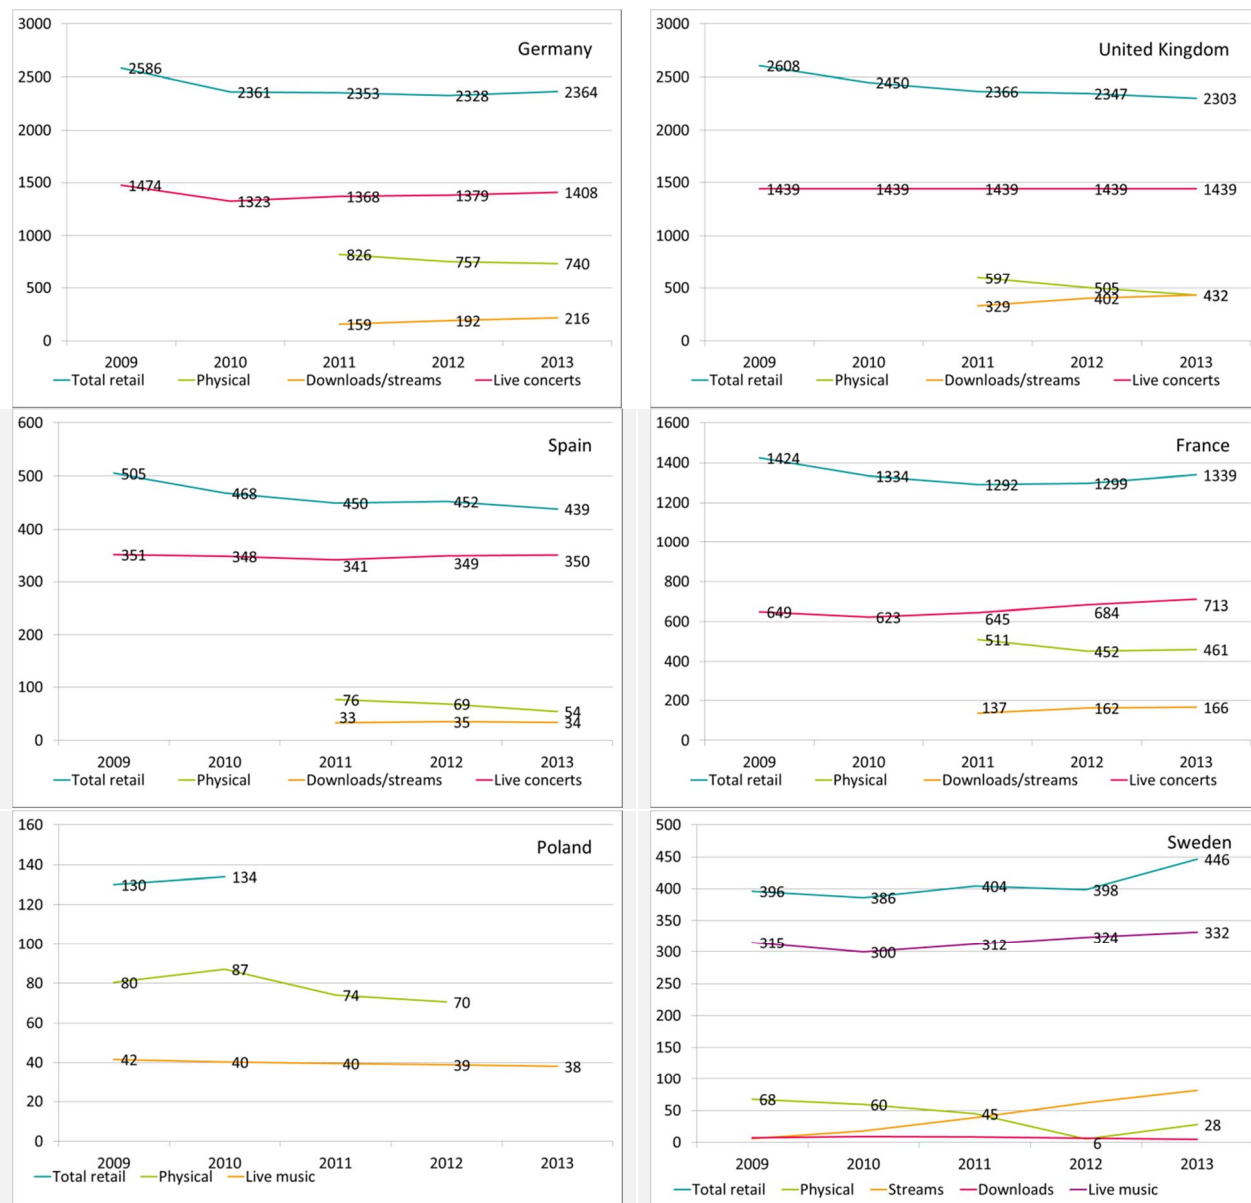 3000
Germany
2586
2500
2361 2353 2328 2364
2000
1500
1474 1323 1368 1379 1408
1000
826 757 740
500
159 192 216
0
2009 2010 2011 2012 2013
Total retail Physical Downloads/streams Live concerts
3000
United Kingdom
2608
2500
2450 2366 2347 2303
2000
1500
1439 1439 1439 1439 1439
1000
597 505 432
500
329 402
0
2009 2010 2011 2012 2013
Total retail Physical Downloads/streams Live concerts
600
Spain
505
500
468 450 452 439
400
351 348 341 349 350
300
200
100
76 69 54
33 35 34
0
2009 2010 2011 2012 2013
Total retail Physical Downloads/streams Live concerts
1600
France
1424
1400
1334 1292 1299 1339
1200
1000
800
649 623 645 684 713
600
511 452 461
400
200
137 162 166
0
2009 2010 2011 2012 2013
Total retail Physical Downloads/streams Live concerts
160
Poland
140
130 134
120
100
80
80 87 74 70
60
40
42 40 40 39 38
20
0
2009 2010 2011 2012 2013
Total retail Physical Live music
500
Sweden
450
446
400
396 386 404 398
350
300
315 300 312 324 332
250
200
150
100
68 60 45 6 28
50
0
2009 2010 2011 2012 2013
Total retail Physical Streams Downloads Live music